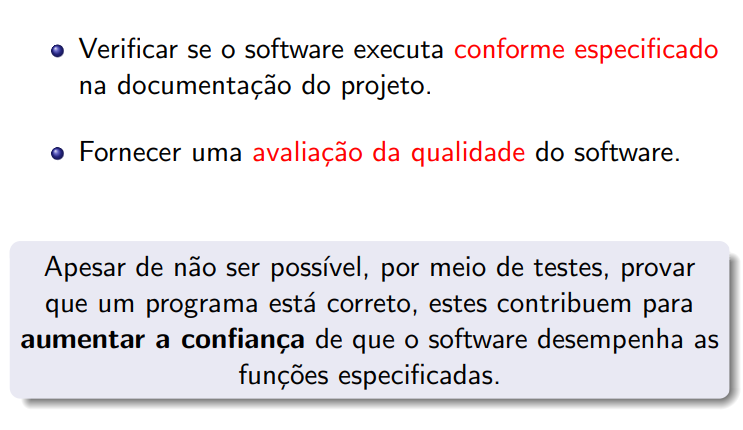 Verificar se o software executa conforme especificado
na documentação do projeto.
Fornecer uma avaliação da qualidade do software.
Apesar de não ser possível, por meio de testes, provar
que um programa está correto, estes contribuem para
aumentar a confiança de que o software desempenha as
funções especificadas.